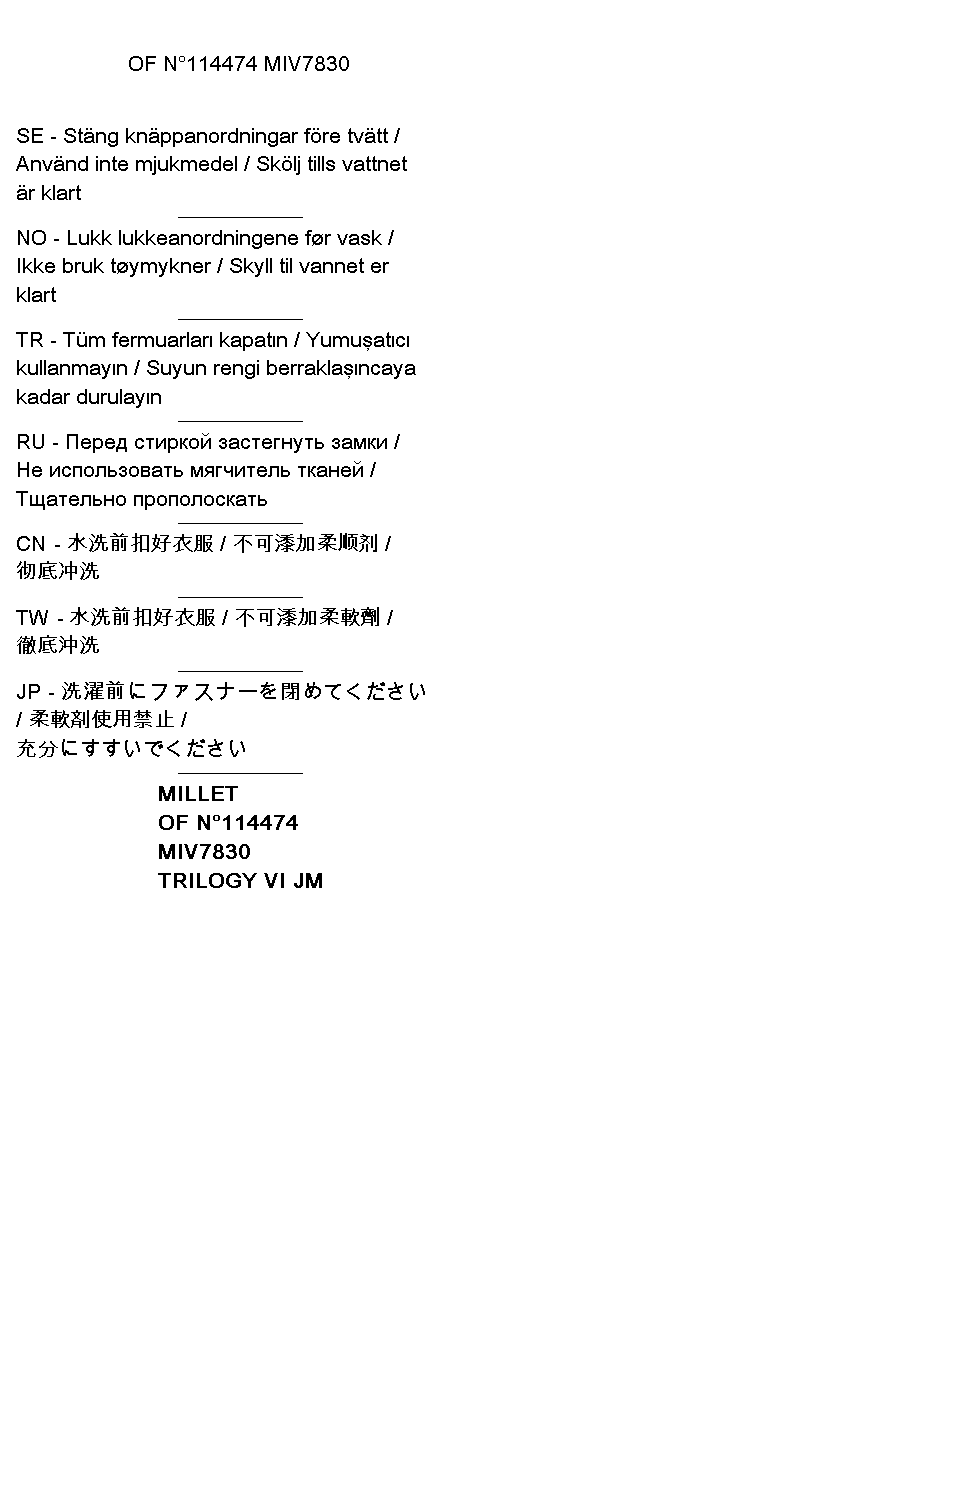 OF N°114474 MIV7830
SE - Stäng knäppanordningar före tvätt /
Använd inte mjukmedel / Skölj tills vattnet
är klart
NO - Lukk lukkeanordningene før vask /
Ikke bruk tøymykner / Skyll til vannet er
klart
TR - Tüm fermuarları kapatın / Yumuşatıcı
kullanmayın / Suyun rengi berraklaşıncaya
kadar durulayın
RU - Перед стиркой застегнуть замки /
Не использовать мягчитель тканей /
Тщательно прополоскать
CN - 水洗前扣好衣服 / 不可漆加柔顺剂 /
彻底冲洗
TW - 水洗前扣好衣服 / 不可漆加柔軟劑 /
徹底沖洗
JP - 洗濯前にファスナーを閉めてください
/ 柔軟剤使用禁止 /
充分にすすいでください
MILLET
OF N°114474
MIV7830
TRILOGY VI JM